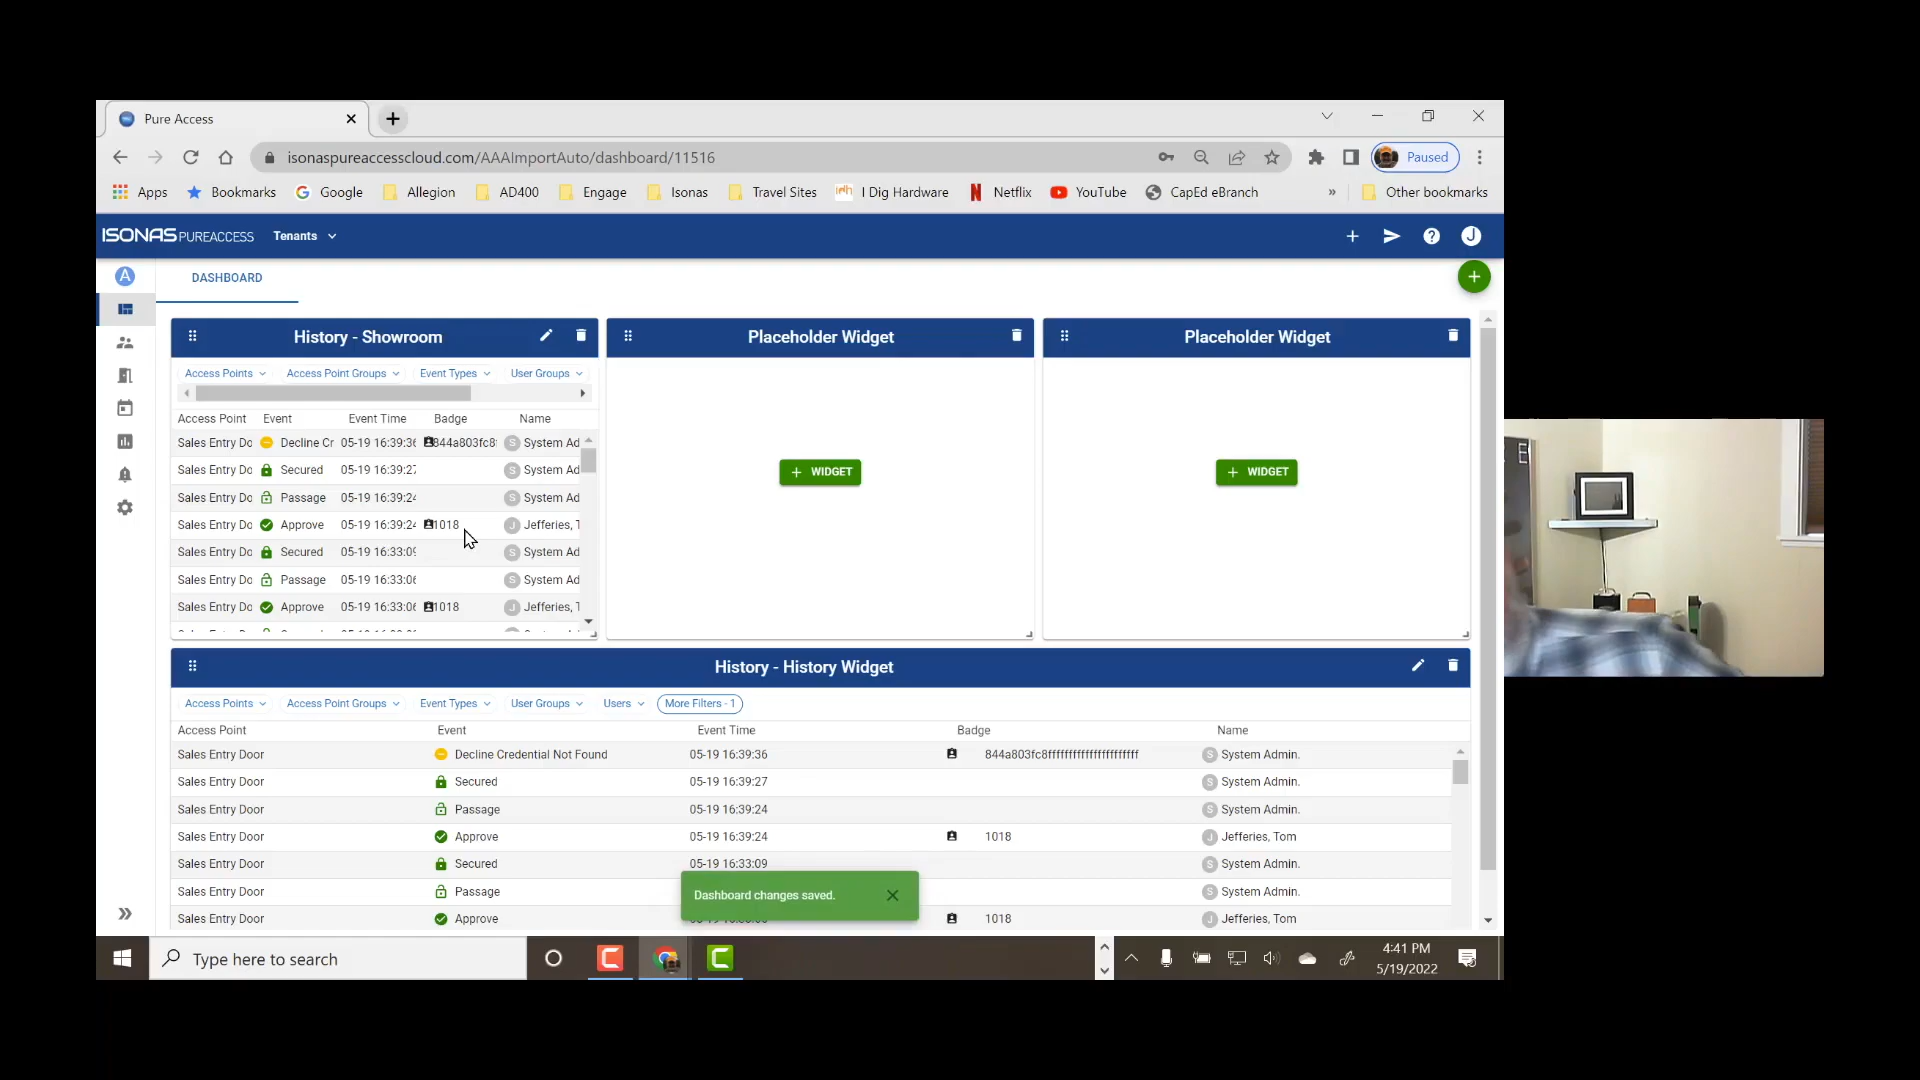 Pure Access
isonaspureaccesscloud.com/AAAImportAuto/dashboard/11516
Paused
Apps Bookmarks Google Allegion AD400 Engage Isonas Travel Sites I Dig Hardware Netflix YouTube CapEd eBranch » Other bookmarks
ISONAS PUREACCESS Tenants
J
A
DASHBOARD
History - Showroom
Access Points Access Point Groups Event Types User Groups
Access Point Event Event Time Badge Name
Sales Entry Do Decline Cr 05-19 16:39:36 844a803fc8 S System Ad
Sales Entry Do Secured 05-19 16:39:27 S System Ad
Sales Entry Do Passage 05-19 16:39:24 S System Ad
Sales Entry Do Approve 05-19 16:39:24 1018 J Jefferies, T
Sales Entry Do Secured 05-19 16:33:09 S System Ad
Sales Entry Do Passage 05-19 16:33:06 S System Ad
Sales Entry Do Approve 05-19 16:33:06 1018 J Jefferies, T
Placeholder Widget
+ WIDGET
Placeholder Widget
+ WIDGET
History - History Widget
Access Points Access Point Groups Event Types User Groups Users More Filters - 1
Access Point Event Event Time Badge Name
Sales Entry Door Decline Credential Not Found 05-19 16:39:36 844a803fc8ffffffffffffffffffffff S System Admin.
Sales Entry Door Secured 05-19 16:39:27 S System Admin.
Sales Entry Door Passage 05-19 16:39:24 S System Admin.
Sales Entry Door Approve 05-19 16:39:24 1018 J Jefferies, Tom
Sales Entry Door Secured 05-19 16:33:09 S System Admin.
Sales Entry Door Passage S System Admin.
Sales Entry Door Approve 1018 J Jefferies, Tom
Dashboard changes saved.
Type here to search
4:41 PM
5/19/2022
E